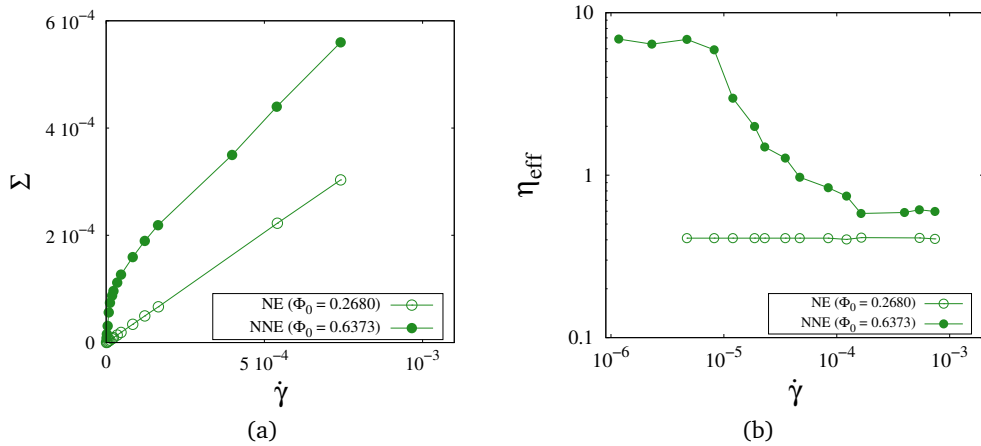 6 10⁻⁴
4 10⁻⁴
2 10⁻⁴
0
Σ
NE (Φ₀ = 0.2680)
NNE (Φ₀ = 0.6373)
0 5 10⁻⁴ 10⁻³
γ̇
(a)
10
1
0.1
η_eff
NE (Φ₀ = 0.2680)
NNE (Φ₀ = 0.6373)
10⁻⁶ 10⁻⁵ 10⁻⁴ 10⁻³
γ̇
(b)